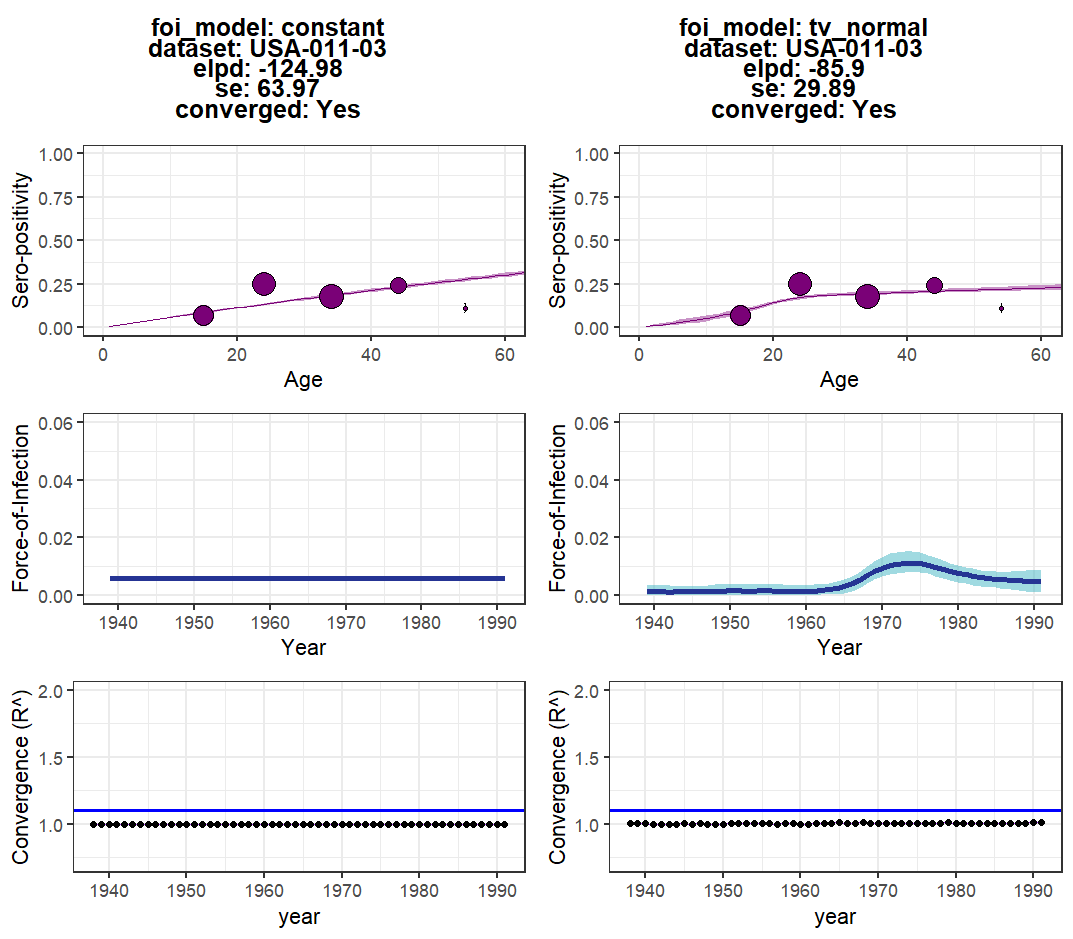 foi_model: constant
dataset: USA-011-03
elpd: -124.98
se: 63.97
converged: Yes
Sero-positivity
1.00
0.75
0.50
0.25
0.00
0 20 40 60
Age
Force-of-Infection
0.06
0.04
0.02
0.00
1940 1950 1960 1970 1980 1990
Year
Convergence (R^)
2.0
1.5
1.0
1940 1950 1960 1970 1980 1990
year
foi_model: tv_normal
dataset: USA-011-03
elpd: -85.9
se: 29.89
converged: Yes
Sero-positivity
1.00
0.75
0.50
0.25
0.00
0 20 40 60
Age
Force-of-Infection
0.06
0.04
0.02
0.00
1940 1950 1960 1970 1980 1990
Year
Convergence (R^)
2.0
1.5
1.0
1940 1950 1960 1970 1980 1990
year